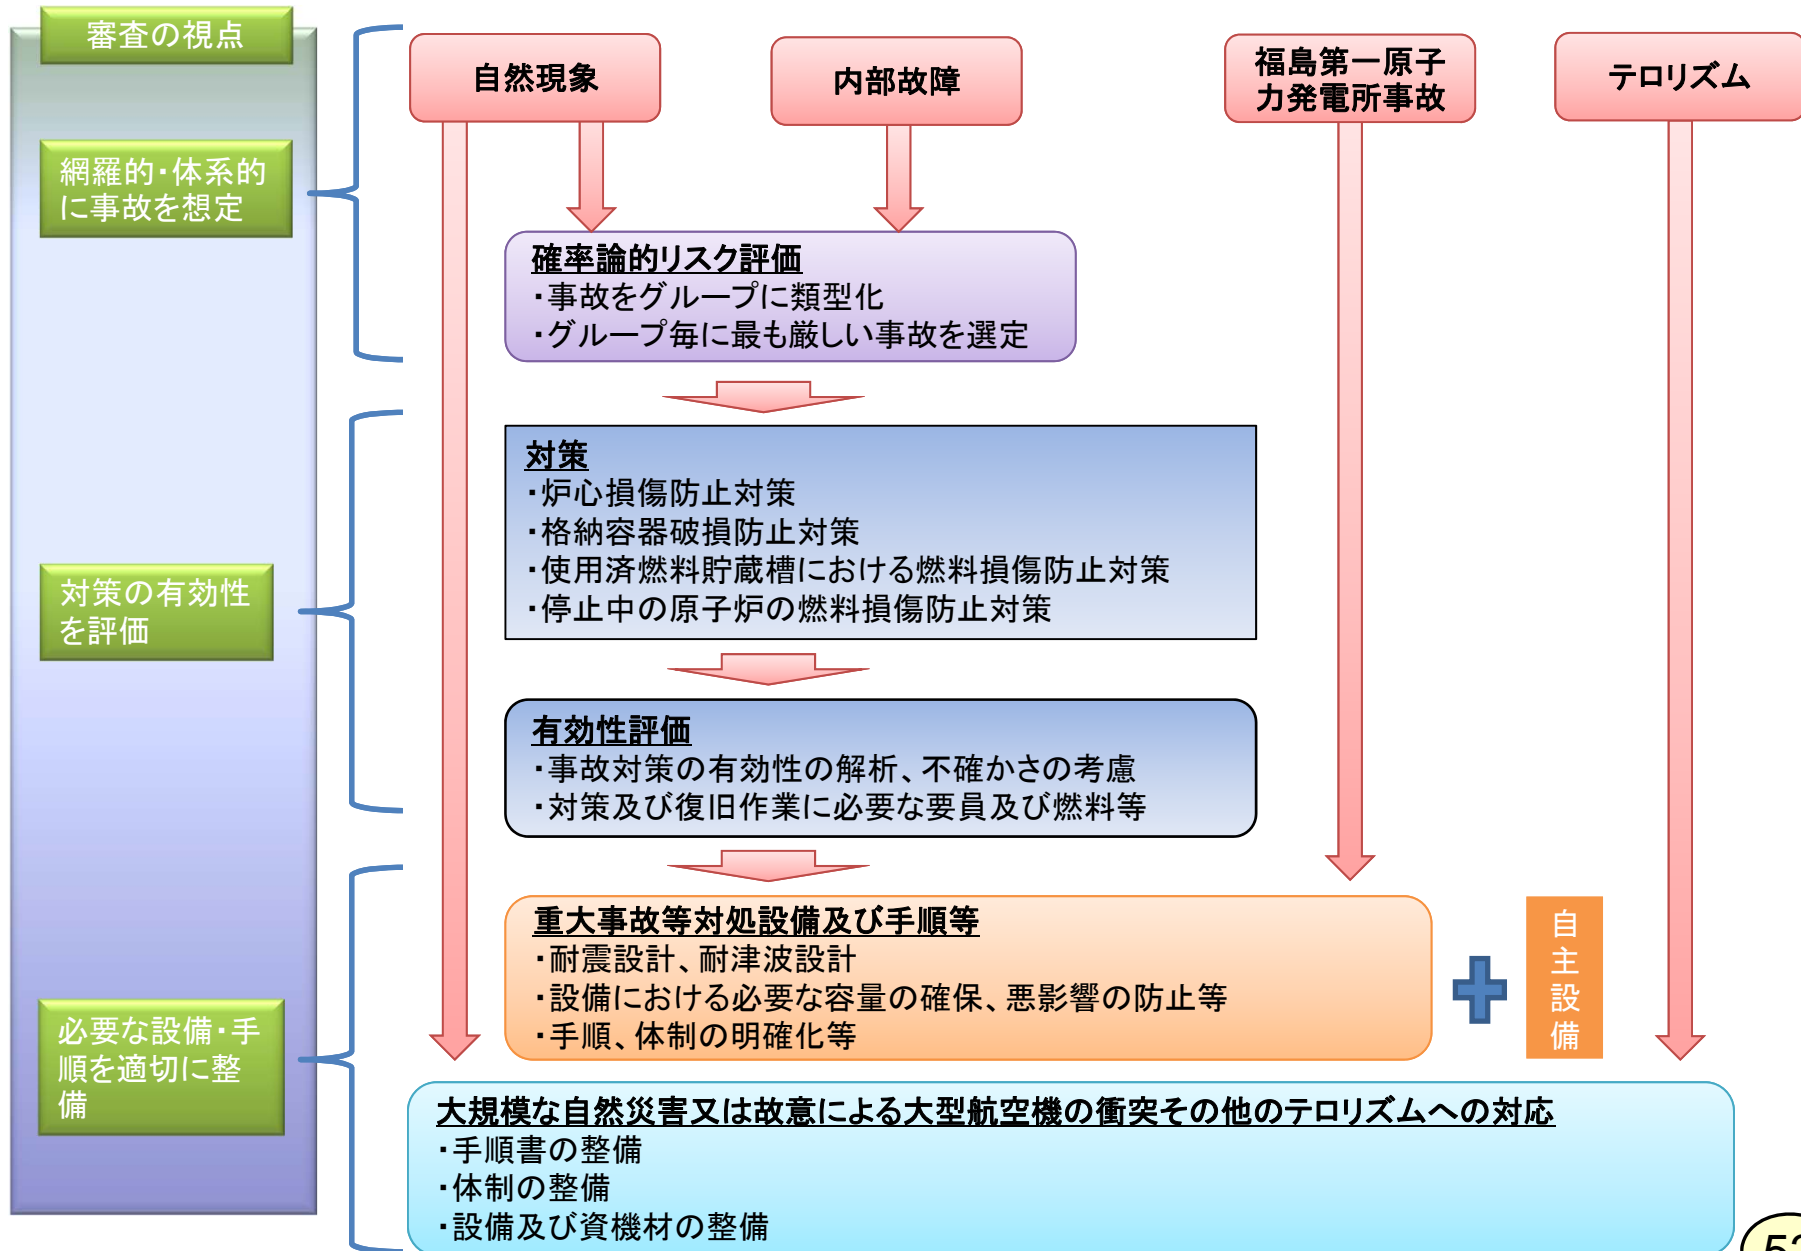 審査の視点
自然現象
内部故障
福島第一原子
力発電所事故
テロリズム
網羅的・体系的
に事故を想定
確率論的リスク評価
・事故をグループに類型化
・グループ毎に最も厳しい事故を選定
対策
・炉心損傷防止対策
・格納容器破損防止対策
・使用済燃料貯蔵槽における燃料損傷防止対策
・停止中の原子炉の燃料損傷防止対策
対策の有効性
を評価
有効性評価
・事故対策の有効性の解析、不確かさの考慮
・対策及び復旧作業に必要な要員及び燃料等
重大事故等対処設備及び手順等
・耐震設計、耐津波設計
・設備における必要な容量の確保、悪影響の防止等
・手順、体制の明確化等
自主設備
必要な設備・手
順を適切に整
備
大規模な自然災害又は故意による大型航空機の衝突その他のテロリズムへの対応
・手順書の整備
・体制の整備
・設備及び資機材の整備